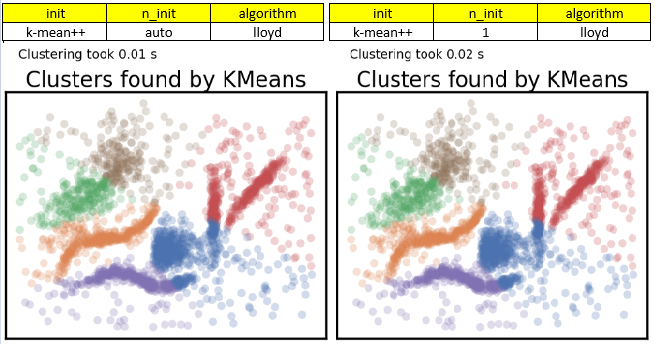 init n_init algorithm
k-mean++ auto lloyd
Clustering took 0.01 s
Clusters found by KMeans
init n_init algorithm
k-mean++ 1 lloyd
Clustering took 0.02 s
Clusters found by KMeans